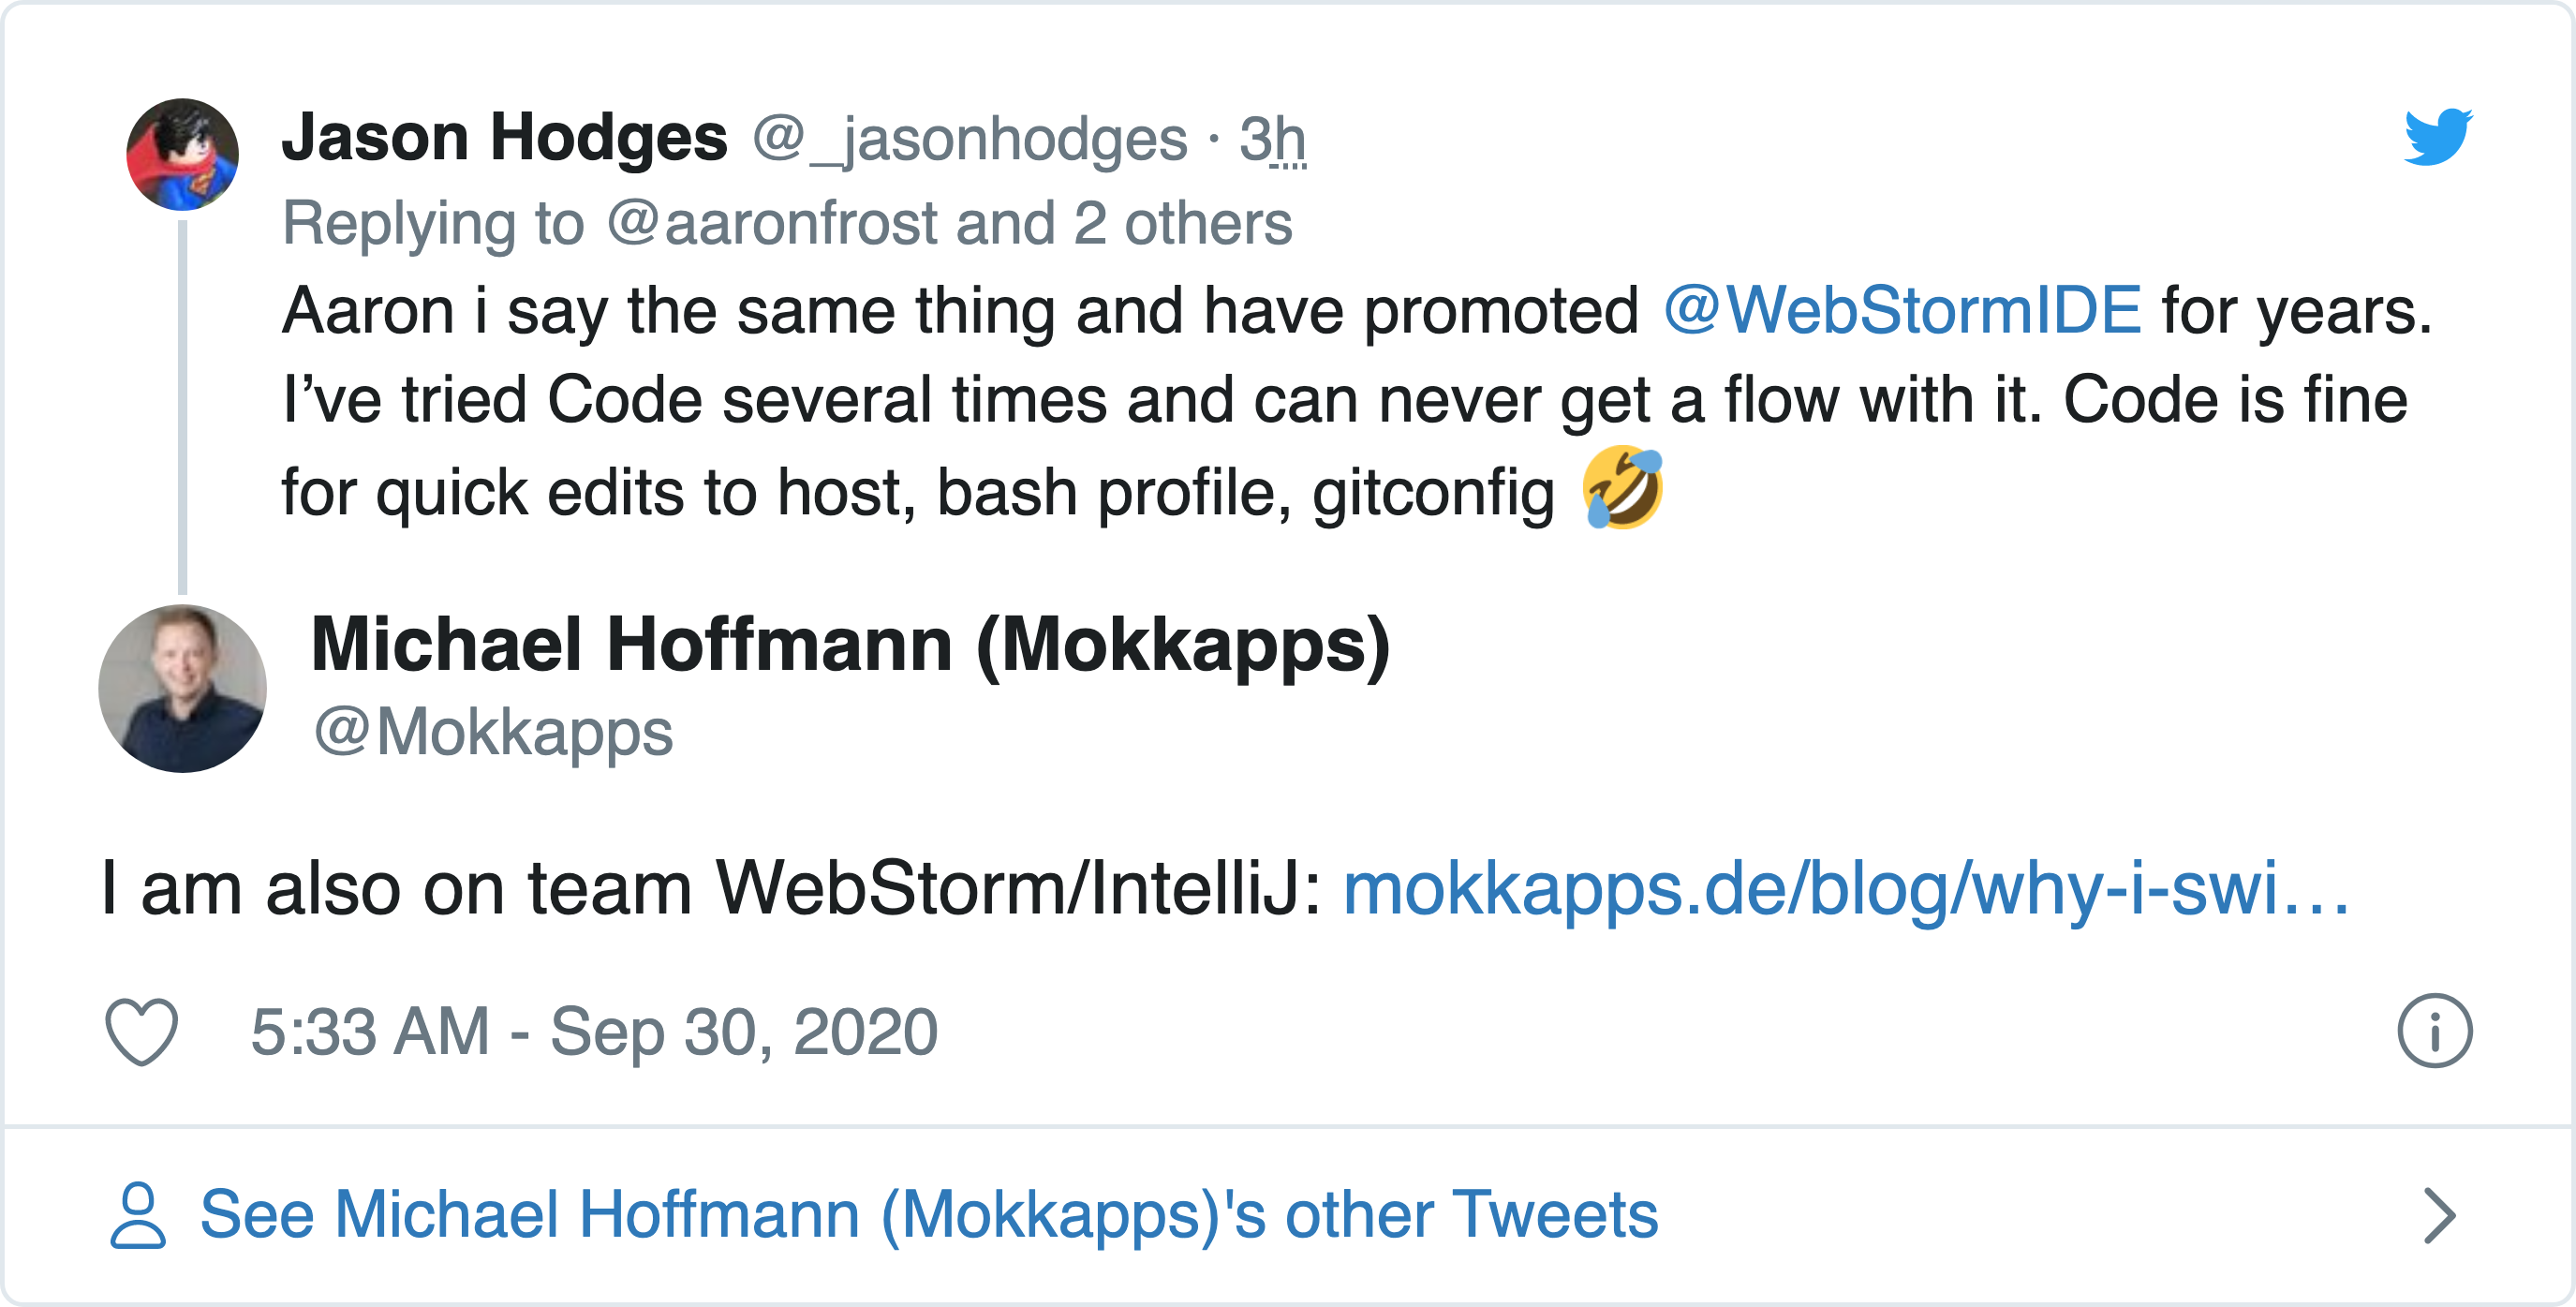 Jason Hodges @_jasonhodges · 3h
Replying to @aaronfrost and 2 others
Aaron i say the same thing and have promoted @WebStormIDE for years.
I’ve tried Code several times and can never get a flow with it. Code is fine
for quick edits to host, bash profile, gitconfig 🤣
Michael Hoffmann (Mokkapps)
@Mokkapps
I am also on team WebStorm/IntelliJ: mokkapps.de/blog/why-i-swi…
5:33 AM - Sep 30, 2020
See Michael Hoffmann (Mokkapps)'s other Tweets